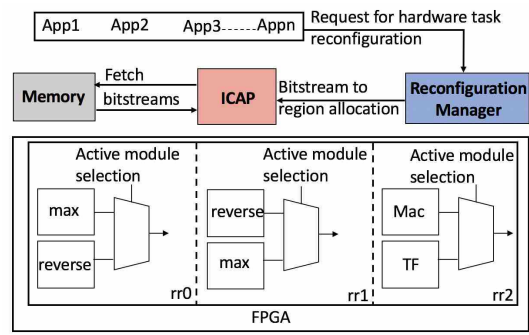 App1 App2 App3 Appn
Request for hardware task
reconfiguration
Memory
Fetch
bitstreams
ICAP
Bitstream to
region allocation
Reconfiguration
Manager
Active module
selection
max
reverse
rr0
Active module
selection
reverse
max
rr1
Active module
selection
Mac
TF
rr2
FPGA